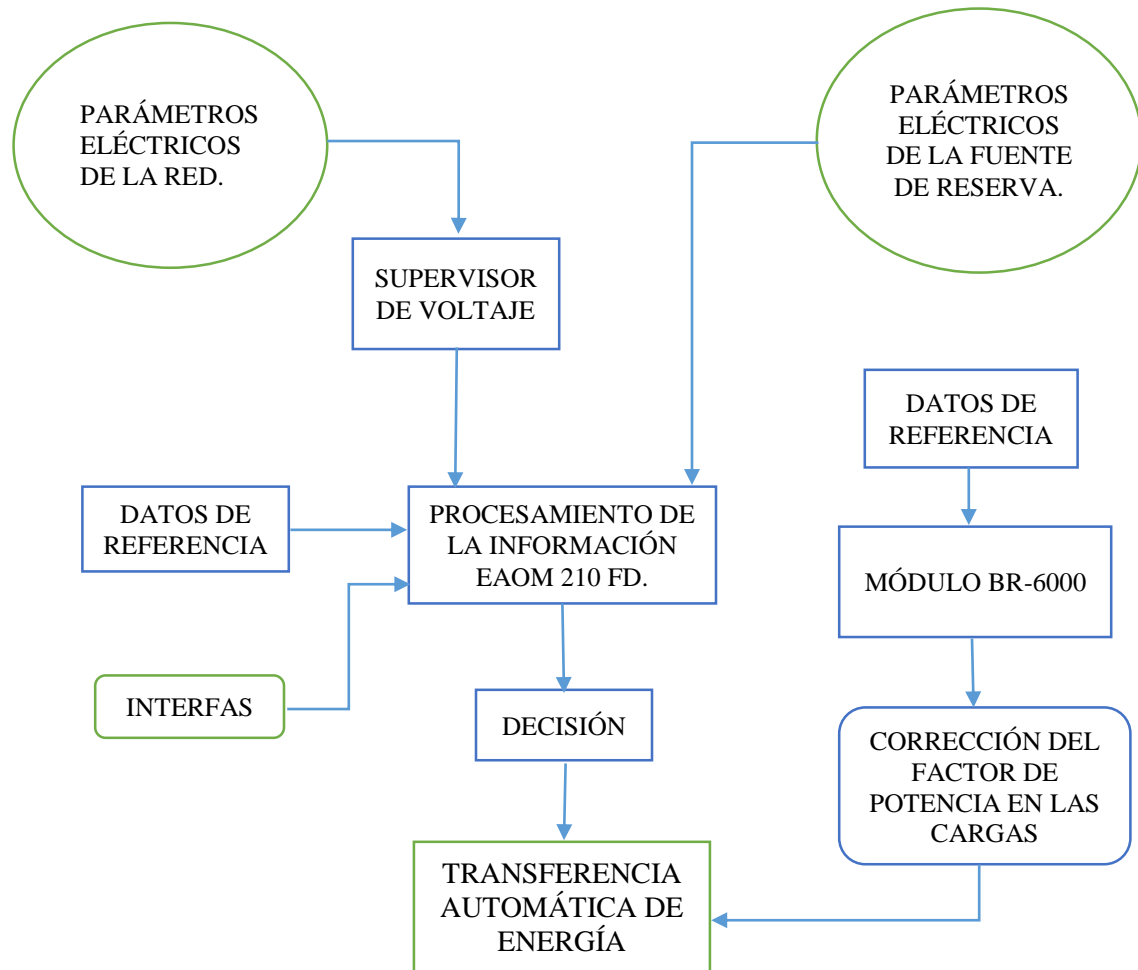 PARÁMETROS
ELÉCTRICOS
DE LA RED.
PARÁMETROS
ELÉCTRICOS
DE LA FUENTE
DE RESERVA.
SUPERVISOR
DE VOLTAJE
DATOS DE
REFERENCIA
DATOS DE
REFERENCIA
PROCESAMIENTO DE
LA INFORMACIÓN
EAOM 210 FD.
MÓDULO BR-6000
INTERFAS
DECISIÓN
CORRECCIÓN DEL
FACTOR DE
POTENCIA EN LAS
CARGAS
TRANSFERENCIA
AUTOMÁTICA DE
ENERGÍA